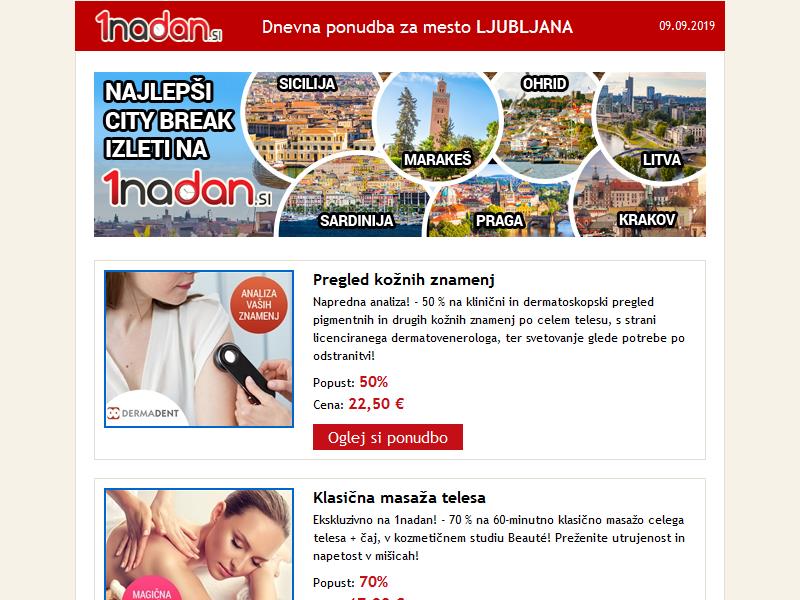 1nadan.si
Dnevna ponudba za mesto LJUBLJANA
09.09.2019
NAJLEPŠI
CITY BREAK
IZLETI NA
1nadan.si
SICILIJA
MARAKEŠ
OHRID
LITVA
SARDINIJA
PRAGA
KRAKOV
ANALIZA
VAŠIH
ZNAMENJ
DERMADENT
Pregled kožnih znamenj
Napredna analiza! - 50 % na klinični in dermatoskopski pregled
pigmentnih in drugih kožnih znamenj po celem telesu, s strani
licenciranega dermatovenerologa, ter svetovanje glede potrebe po
odstranitvi!
Popust: 50%
Cena: 22,50 €
Oglej si ponudbo
MAGIČNA
Klasična masaža telesa
Ekskluzivno na 1nadan! - 70 % na 60-minutno klasično masažo celega
telesa + čaj, v kozmetičnem studiu Beauté! Preženite utrujenost in
napetost v mišicah!
Popust: 70%